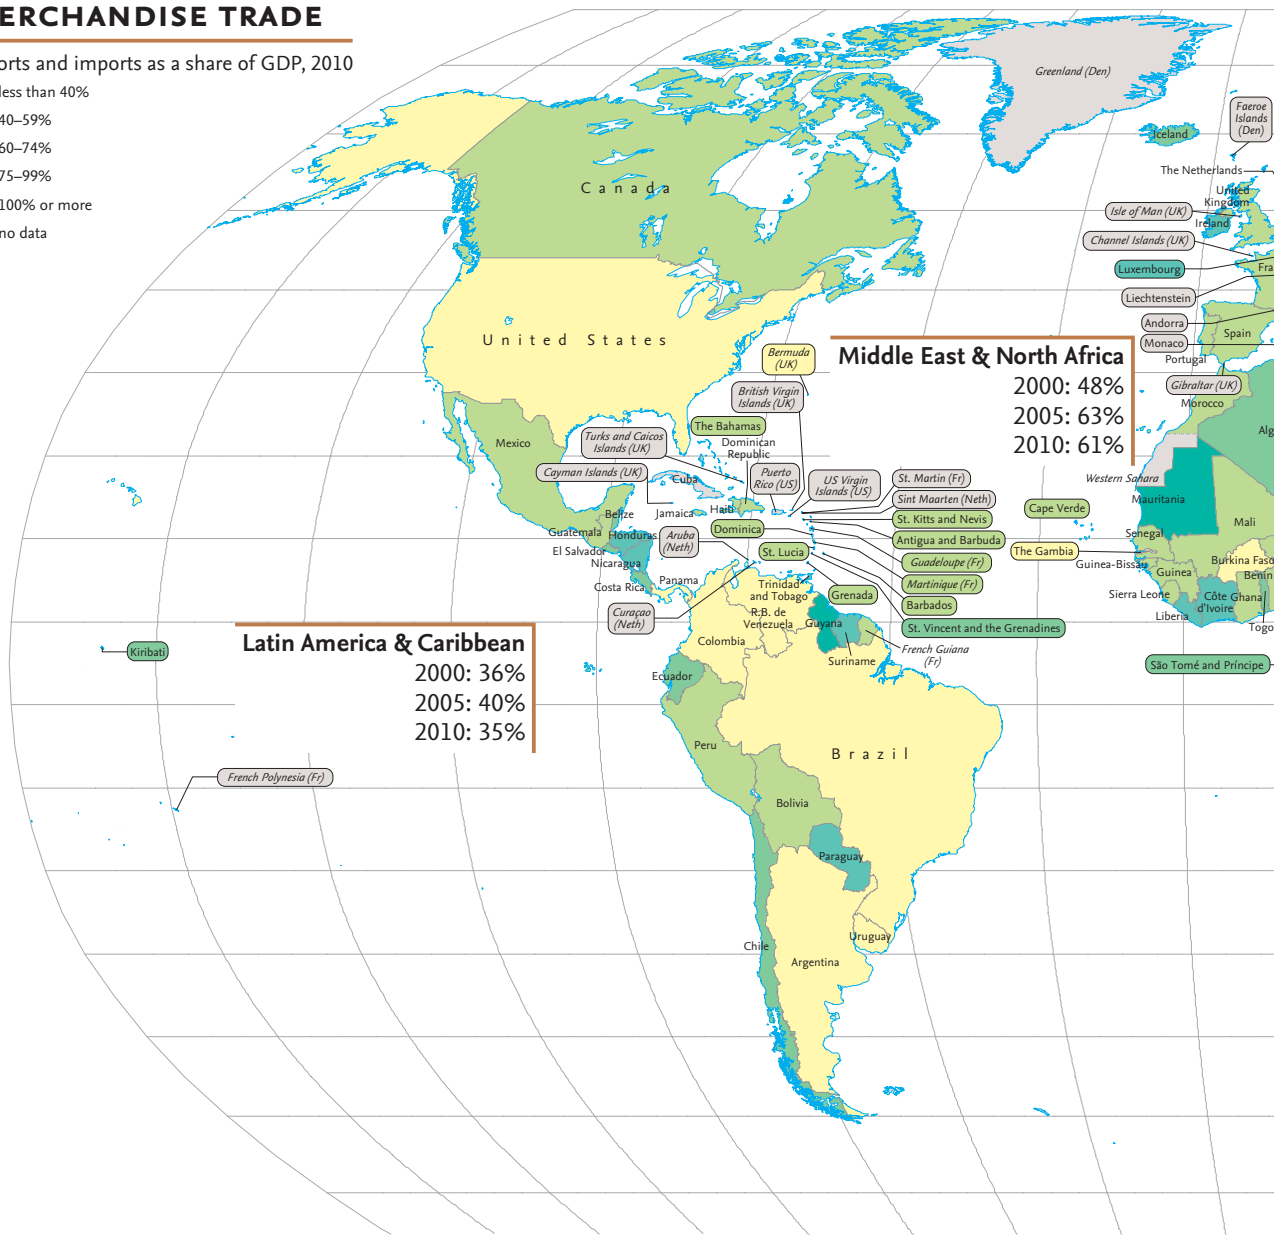 ERCHANDISE TRADE
orts and imports as a share of GDP, 2010
less than 40%
40–59%
60–74%
75–99%
100% or more
no data
Greenland (Den)
Faeroe
Islands
(Den)
Iceland
The Netherlands
United
Kingdom
Isle of Man (UK)
Ireland
Channel Islands (UK)
Luxembourg
Fra
Liechtenstein
Andorra
Spain
Monaco
Portugal
Gibraltar (UK)
Morocco
Alg
Canada
United States
Bermuda
(UK)
British Virgin
Islands (UK)
The Bahamas
Mexico
Turks and Caicos
Islands (UK)
Dominican
Republic
Cayman Islands (UK)
Cuba
Puerto
Rico (US)
US Virgin
Islands (US)
St. Martin (Fr)
Sint Maarten (Neth)
Belize
Jamaica
Haiti
St. Kitts and Nevis
Guatemala
Honduras
Aruba
(Neth)
Dominica
Antigua and Barbuda
El Salvador
Nicaragua
St. Lucia
Guadeloupe (Fr)
Costa Rica
Panama
Trinidad
and Tobago
Martinique (Fr)
Grenada
Barbados
Curaçao
(Neth)
R.B. de
Venezuela
Guyana
St. Vincent and the Grenadines
Colombia
Suriname
French Guiana
(Fr)
Middle East & North Africa
2000: 48%
2005: 63%
2010: 61%
Western Sahara
Mauritania
Cape Verde
Mali
Senegal
The Gambia
Guinea-Bissau
Guinea
Burkina Faso
Benin
Sierra Leone
Côte
d'Ivoire
Ghana
Liberia
Togo
São Tomé and Príncipe
Kiribati
Latin America & Caribbean
2000: 36%
2005: 40%
2010: 35%
French Polynesia (Fr)
Ecuador
Peru
Brazil
Bolivia
Paraguay
Chile
Uruguay
Argentina